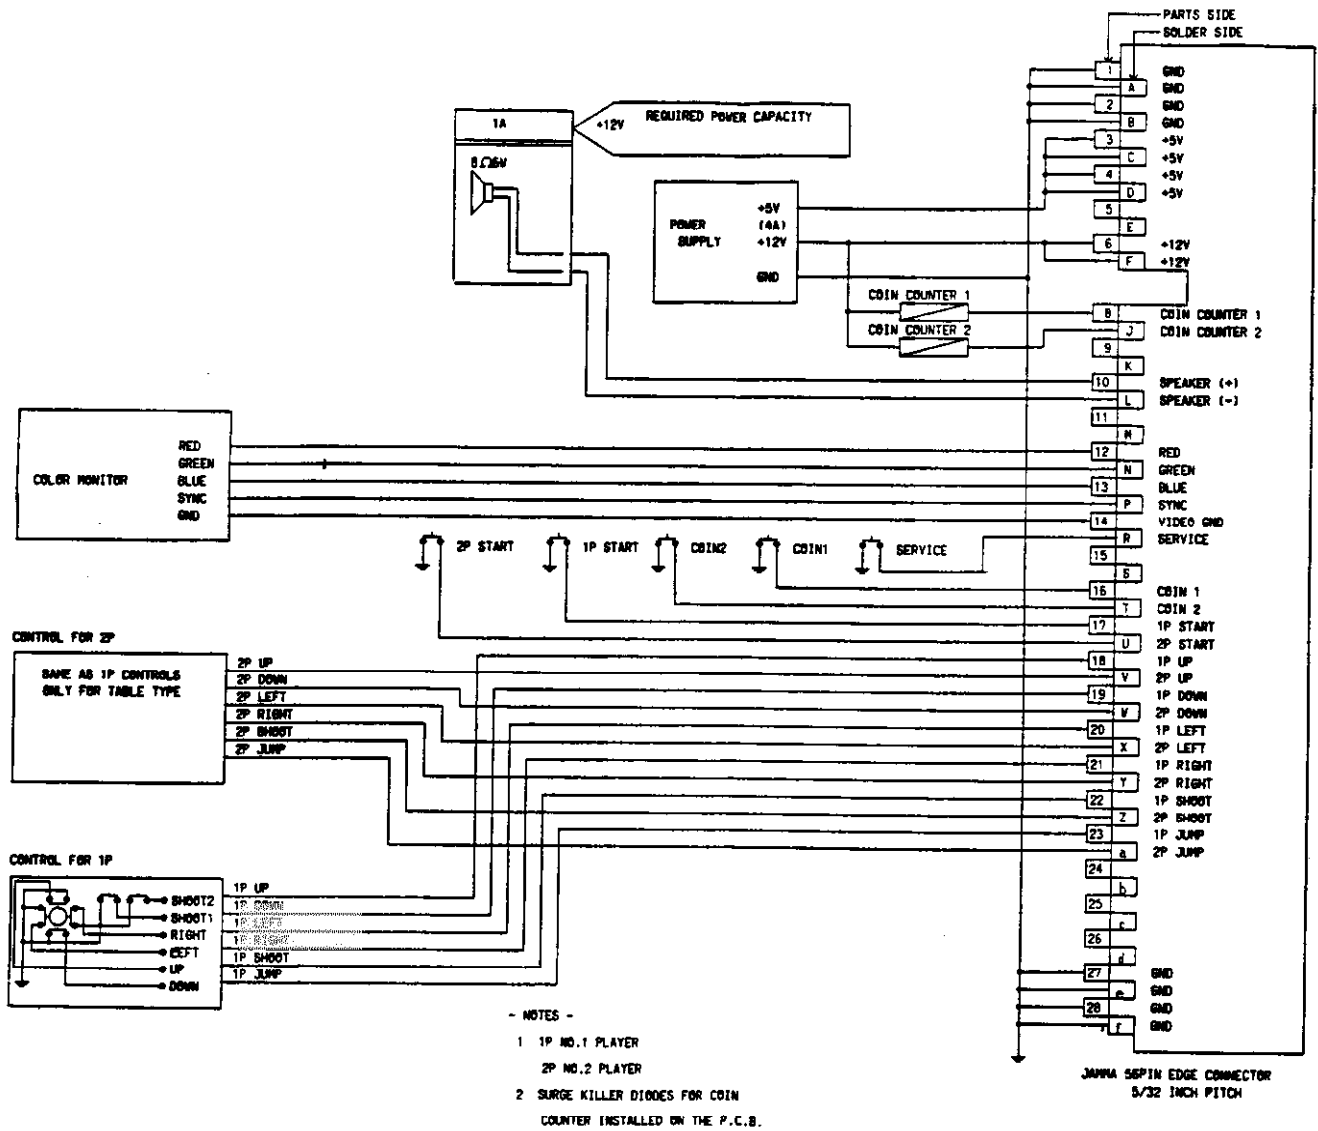 PARTS SIDE
SOLDER SIDE
1 GND
A GND
2 GND
B GND
3 +5V
C +5V
4 +5V
D +5V
5
E
6 +12V
F +12V
8 COIN COUNTER 1
J COIN COUNTER 2
9
K
10 SPEAKER (+)
L SPEAKER (-)
11
M
12 RED
N GREEN
13 BLUE
P SYNC
14 VIDEO GND
R SERVICE
15
S
16 COIN 1
T COIN 2
17 1P START
U 2P START
18 1P UP
V 2P UP
19 1P DOWN
W 2P DOWN
20 1P LEFT
X 2P LEFT
21 1P RIGHT
Y 2P RIGHT
22 1P SHOOT
Z 2P SHOOT
23 1P JUMP
a 2P JUMP
24
b
25
c
26
d
27 GND
e GND
28 GND
f GND
JAMMA 56PIN EDGE CONNECTOR
5/32 INCH PITCH
1A
+12V
REQUIRED POWER CAPACITY
8Ω6W
POWER
SUPPLY
+5V
(4A)
+12V
GND
COIN COUNTER 1
COIN COUNTER 2
COLOR MONITOR
RED
GREEN
BLUE
SYNC
GND
2P START
1P START
COIN2
COIN1
SERVICE
CONTROL FOR 2P
SAME AS 1P CONTROLS
ONLY FOR TABLE TYPE
2P UP
2P DOWN
2P LEFT
2P RIGHT
2P SHOOT
2P JUMP
CONTROL FOR 1P
SHOOT2
SHOOT1
RIGHT
LEFT
UP
DOWN
1P UP
1P DOWN
1P LEFT
1P RIGHT
1P SHOOT
1P JUMP
- NOTES -
1 1P NO.1 PLAYER
2P NO.2 PLAYER
2 SURGE KILLER DIODES FOR COIN
COUNTER INSTALLED ON THE P.C.B.